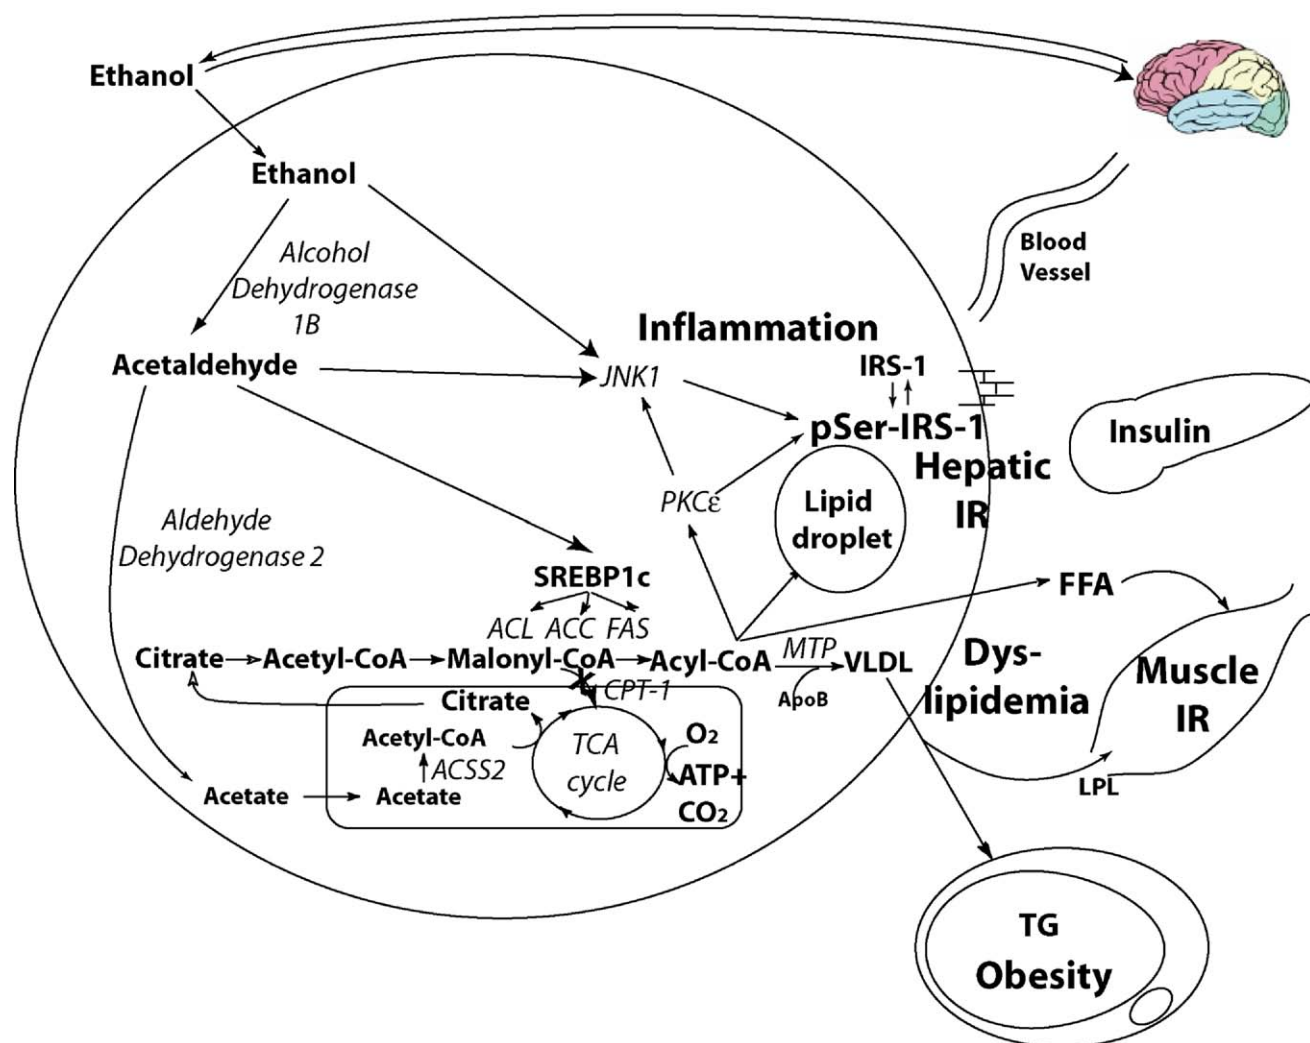 Ethanol
Ethanol
Alcohol
Dehydrogenase
1B
Blood
Vessel
Inflammation
Acetaldehyde
JNK1
IRS-1
pSer-IRS-1
Insulin
Hepatic
IR
PKCε
Lipid
droplet
Aldehyde
Dehydrogenase 2
SREBP1c
FFA
ACL ACC FAS
Citrate
Acetyl-CoA
Malonyl-CoA
Acyl-CoA
MTP
VLDL
ApoB
Dys-
lipidemia
Muscle
IR
CPT-1
Citrate
Acetyl-CoA
TCA
cycle
O2
ATP+
CO2
ACSS2
Acetate
Acetate
LPL
TG
Obesity